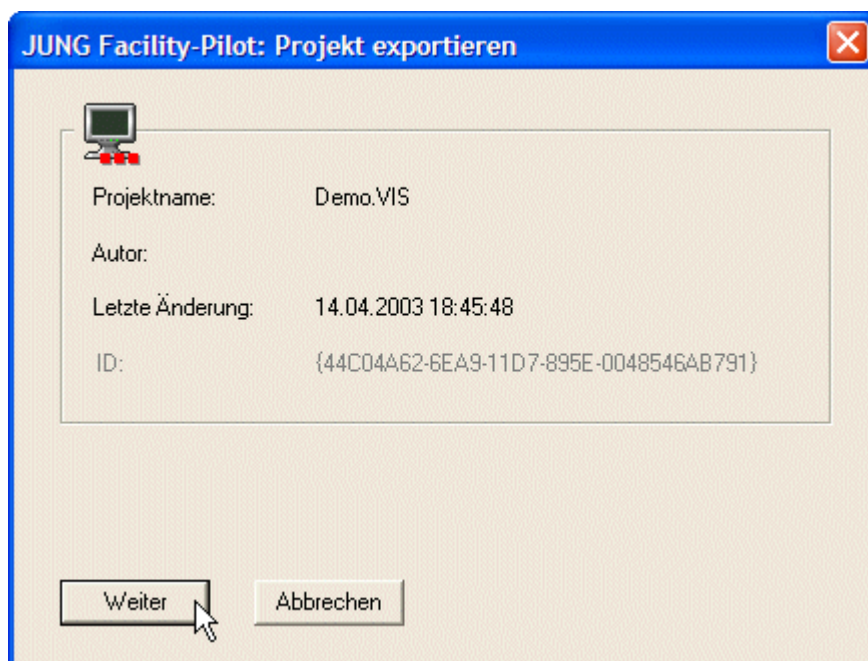 JUNG Facility-Pilot: Projekt exportieren
Projektname: Demo.VIS
Autor:
Letzte Änderung: 14.04.2003 18:45:48
ID: {44C04A62-6EA9-11D7-895E-0048546AB791}
Weiter Abbrechen